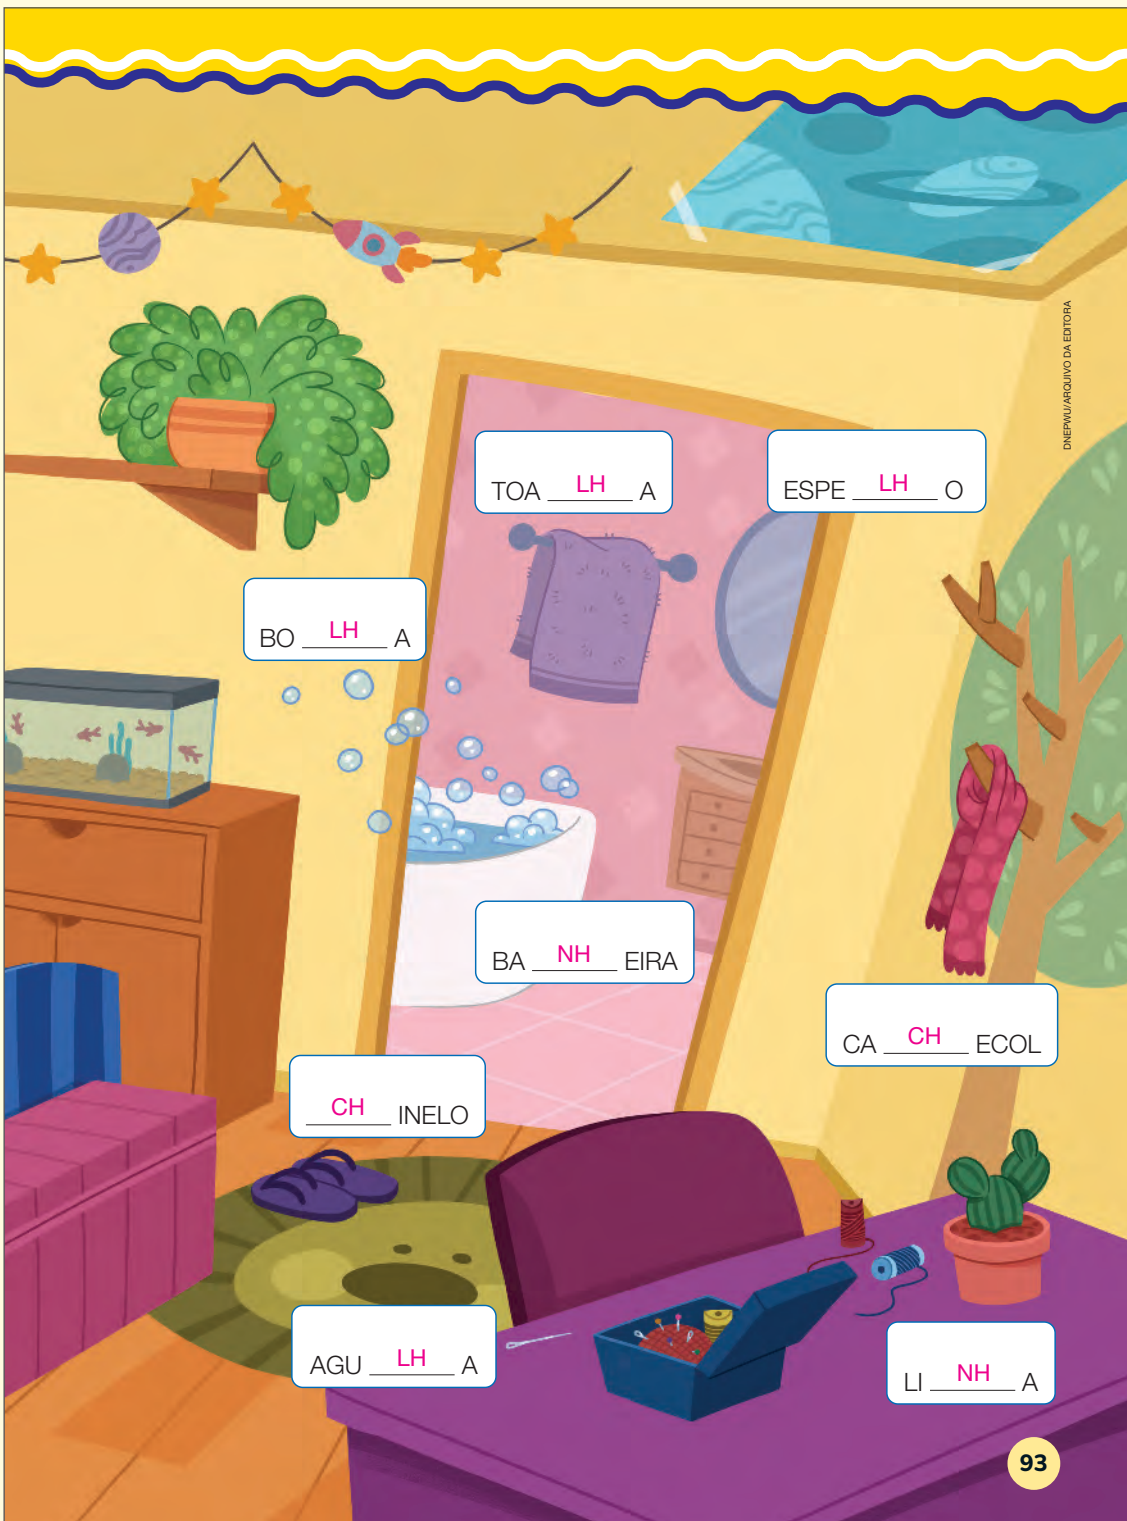 DNEPWU/ARQUIVO DA EDITORA
TOA LH A
ESPE LH O
BO LH A
BA NH EIRA
CA CH ECOL
CH INELO
AGU LH A
LI NH A
93